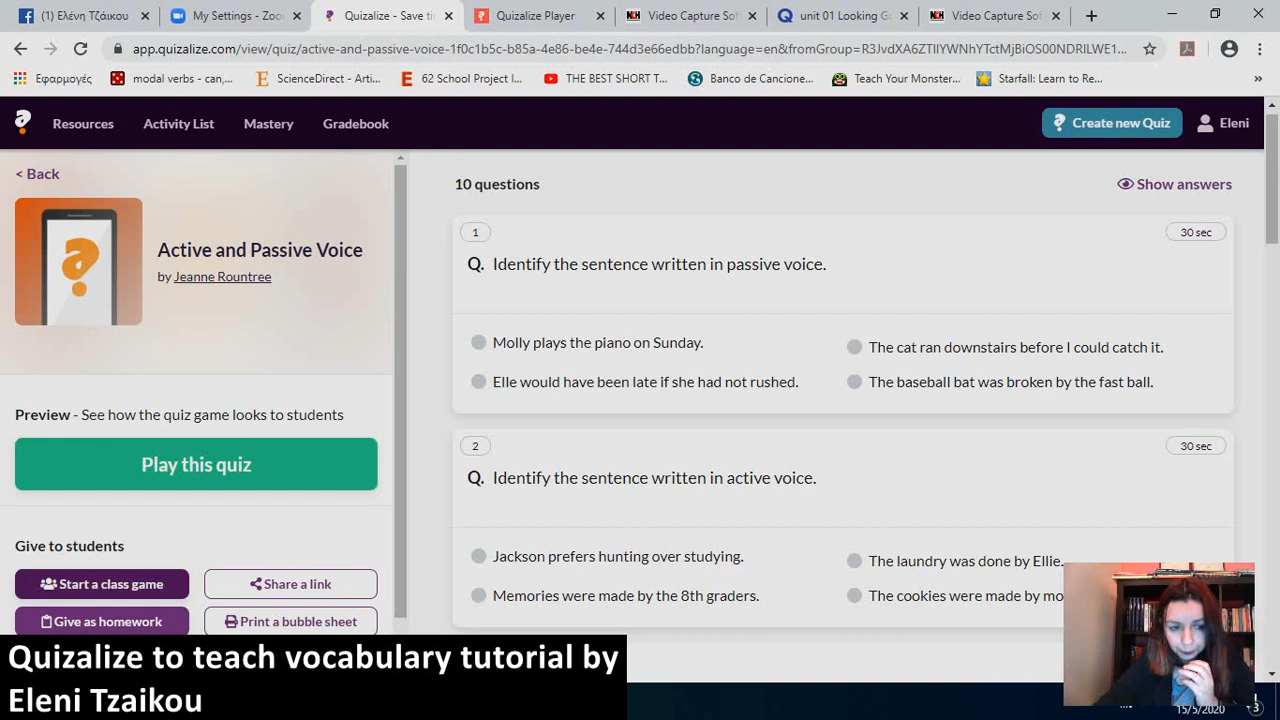 (1) Ελένη Τζάικου
My Settings - Zoo
Quizalize - Save ti
Quizalize Player
Video Capture Sof
unit 01 Looking G
Video Capture Sof
app.quizalize.com/view/quiz/active-and-passive-voice-1f0c1b5c-b85a-4e86-be4e-744d3e66edbb?language=en&fromGroup=R3JvdXA6ZTIlYWNhYTctMjBiOS00NDRlLWE1...
Εφαρμογές
modal verbs - can,...
ScienceDirect - Arti...
62 School Project I...
THE BEST SHORT T...
Banco de Cancione...
Teach Your Monster...
Starfall: Learn to Re...
Resources
Activity List
Mastery
Gradebook
Create new Quiz
Eleni
< Back
Active and Passive Voice
by Jeanne Rountree
Preview - See how the quiz game looks to students
Play this quiz
Give to students
Start a class game
Share a link
Give as homework
Print a bubble sheet
10 questions
Show answers
1
30 sec
Q. Identify the sentence written in passive voice.
Molly plays the piano on Sunday.
The cat ran downstairs before I could catch it.
Elle would have been late if she had not rushed.
The baseball bat was broken by the fast ball.
2
30 sec
Q. Identify the sentence written in active voice.
Jackson prefers hunting over studying.
The laundry was done by Ellie.
Memories were made by the 8th graders.
The cookies were made by mo
Quizalize to teach vocabulary tutorial by
Eleni Tzaikou
15/5/2020
3